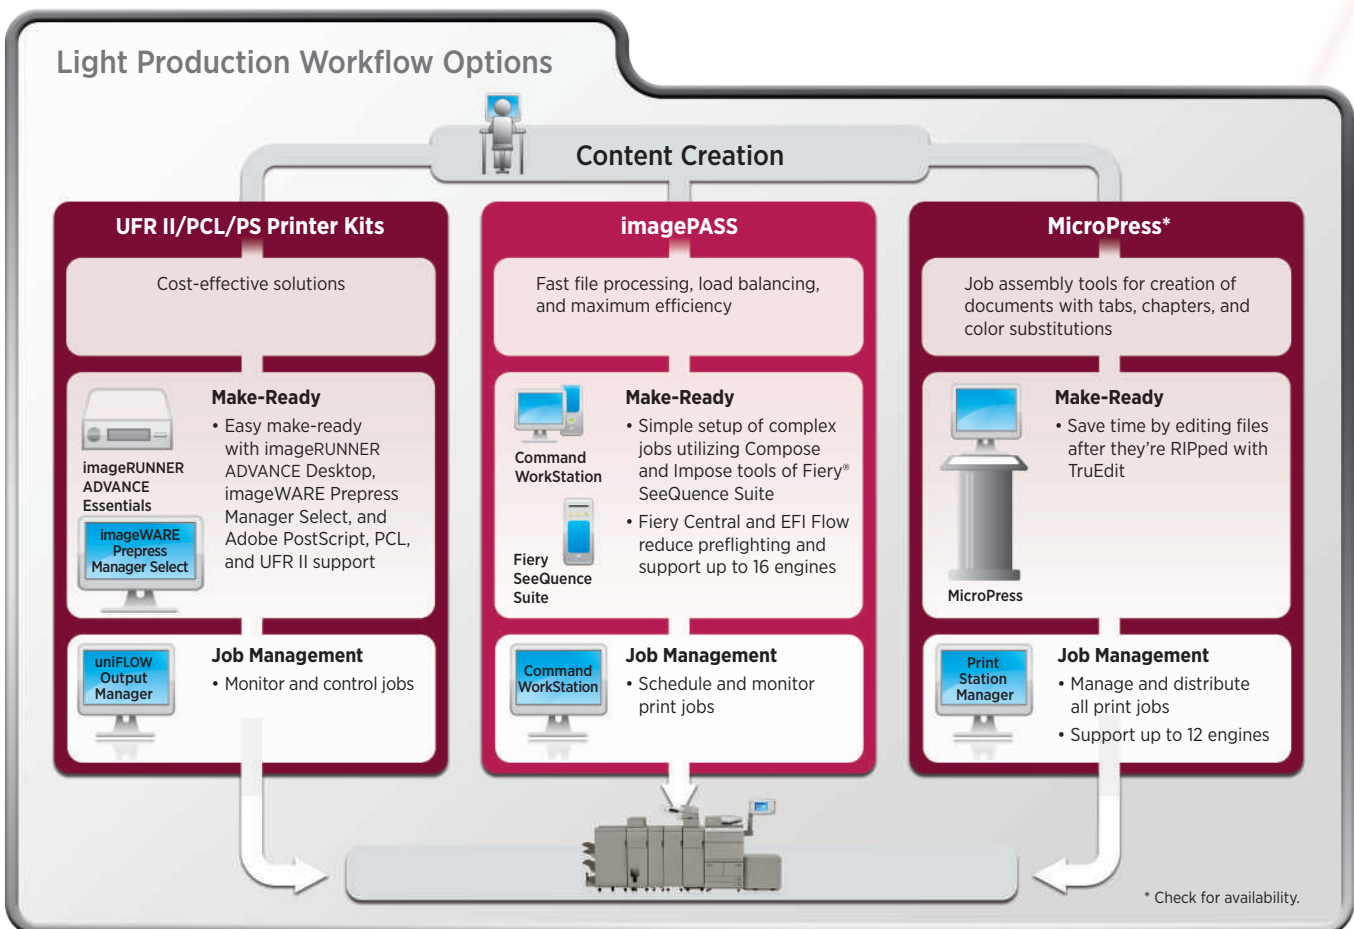 Light Production Workflow Options
Content Creation
UFR II/PCL/PS Printer Kits
Cost-effective solutions
imageRUNNER
ADVANCE
Essentials
imageWARE
Prepress
Manager Select
Make-Ready
• Easy make-ready
with imageRUNNER
ADVANCE Desktop,
imageWARE Prepress
Manager Select, and
Adobe PostScript, PCL,
and UFR II support
uniFLOW
Output
Manager
Job Management
• Monitor and control jobs
imagePASS
Fast file processing, load balancing,
and maximum efficiency
Command
WorkStation
Fiery
SeeQuence
Suite
Make-Ready
• Simple setup of complex
jobs utilizing Compose
and Impose tools of Fiery®
SeeQuence Suite
• Fiery Central and EFI Flow
reduce preflighting and
support up to 16 engines
Command
WorkStation
Job Management
• Schedule and monitor
print jobs
MicroPress*
Job assembly tools for creation of
documents with tabs, chapters, and
color substitutions
MicroPress
Make-Ready
• Save time by editing files
after they're RIPped with
TruEdit
Print
Station
Manager
Job Management
• Manage and distribute
all print jobs
• Support up to 12 engines
* Check for availability.